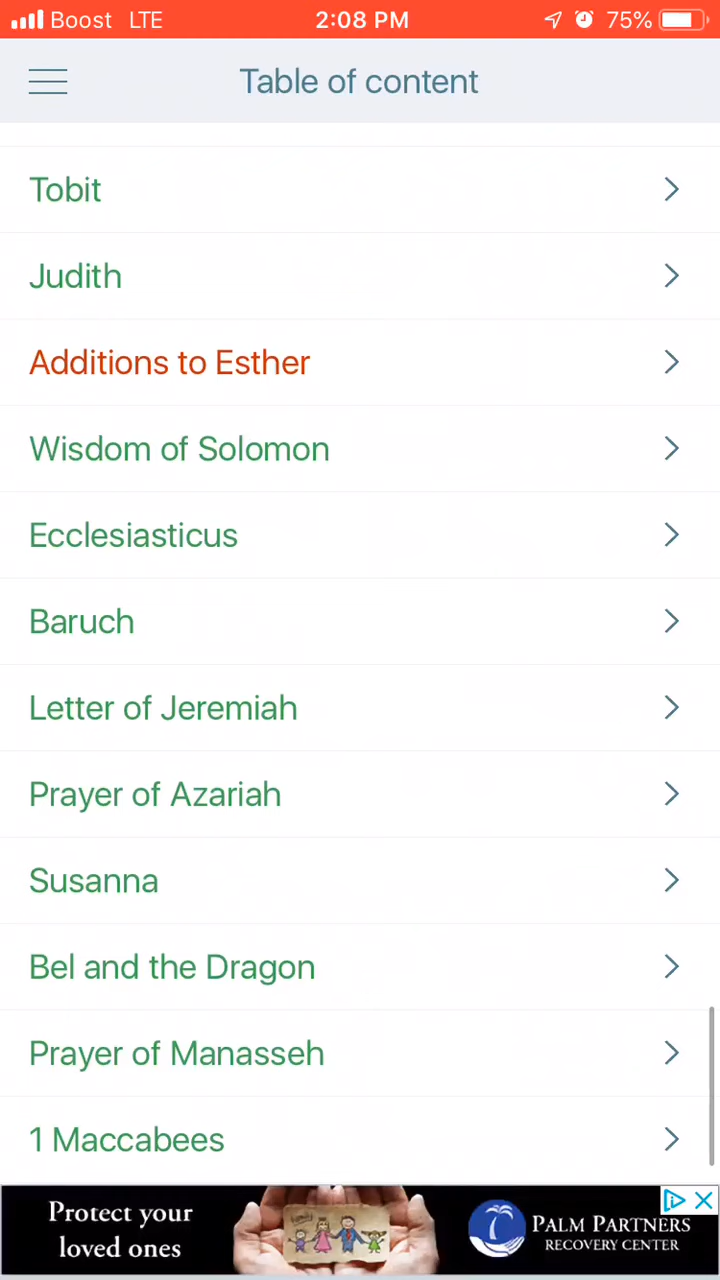 Boost LTE 2:08 PM 75%
Table of content
Tobit
Judith
Additions to Esther
Wisdom of Solomon
Ecclesiasticus
Baruch
Letter of Jeremiah
Prayer of Azariah
Susanna
Bel and the Dragon
Prayer of Manasseh
1 Maccabees
Protect your
loved ones
PALM PARTNERS
RECOVERY CENTER